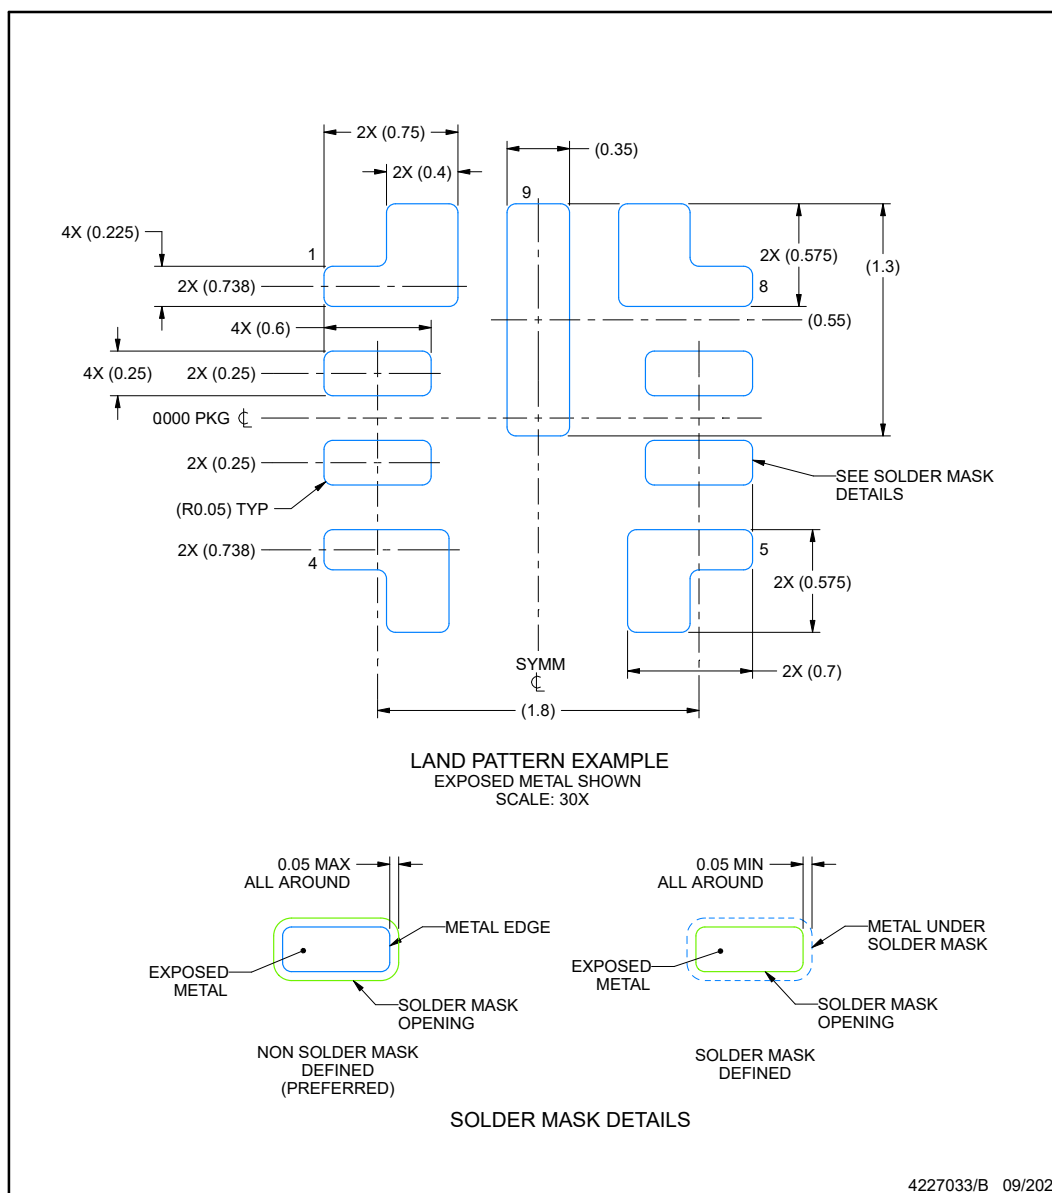 2X (0.75)
(0.35)
2X (0.4)
9
4X (0.225)
1
2X (0.575)
(1.3)
2X (0.738)
8
4X (0.6)
(0.55)
4X (0.25)
2X (0.25)
0.000 PKG ℄
2X (0.25)
SEE SOLDER MASK
DETAILS
(R0.05) TYP
2X (0.738)
4
5
2X (0.575)
SYMM
℄
2X (0.7)
(1.8)
LAND PATTERN EXAMPLE
EXPOSED METAL SHOWN
SCALE: 30X
0.05 MAX
ALL AROUND
0.05 MIN
ALL AROUND
METAL EDGE
METAL UNDER
SOLDER MASK
EXPOSED
METAL
EXPOSED
METAL
SOLDER MASK
OPENING
SOLDER MASK
OPENING
NON SOLDER MASK
DEFINED
(PREFERRED)
SOLDER MASK
DEFINED
SOLDER MASK DETAILS
4227033/B 09/202